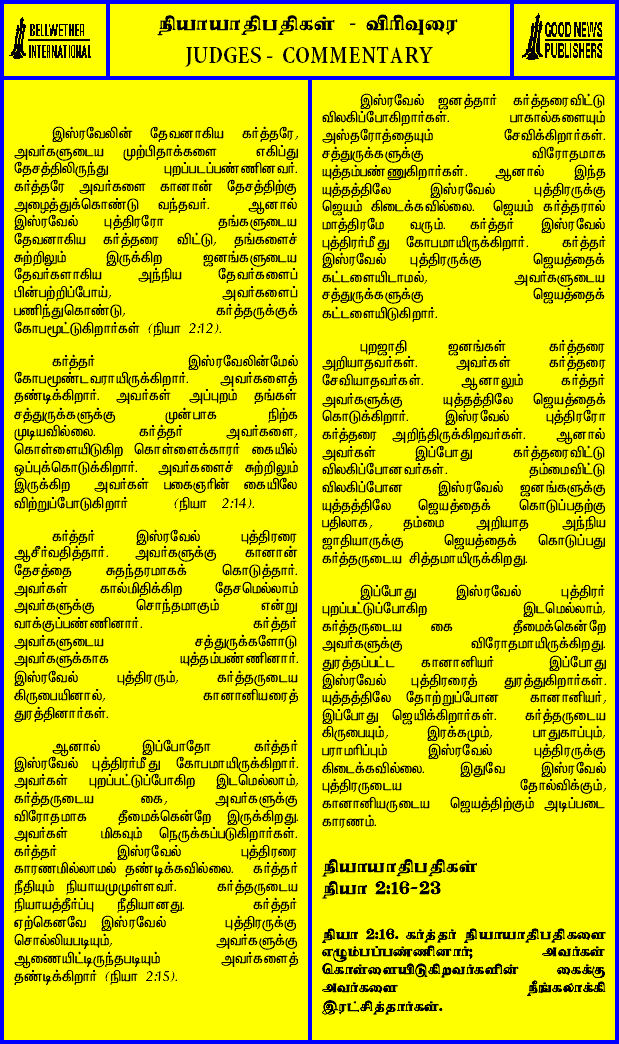 BELLWETHER
INTERNATIONAL
நியாயாதிபதிகள் - விரிவுரை
JUDGES - COMMENTARY
GOOD NEWS
PUBLISHERS
இஸ்ரவேலின் தேவனாகிய கர்த்தரே,
அவர்களுடைய முற்பிதாக்களை எகிப்து
தேசத்திலிருந்து புறப்படப்பண்ணினவர்.
கர்த்தரே அவர்களை கானான் தேசத்திற்கு
அழைத்துக்கொண்டு வந்தவர். ஆனால்
இஸ்ரவேல் புத்திரரோ தங்களுடைய
தேவனாகிய கர்த்தரை விட்டு, தங்களைச்
சுற்றிலும் இருக்கிற ஜனங்களுடைய
தேவர்களாகிய அந்நிய தேவர்களைப்
பின்பற்றிப்போய், அவர்களைப்
பணிந்துகொண்டு, கர்த்தருக்குக்
கோபமூட்டுகிறார்கள் (நியா 2:12).
கர்த்தர் இஸ்ரவேலின்மேல்
கோபமூண்டவராயிருக்கிறார். அவர்களைத்
தண்டிக்கிறார். அவர்கள் அப்புறம் தங்கள்
சத்துருக்களுக்கு முன்பாக நிற்க
முடியவில்லை. கர்த்தர் அவர்களை,
கொள்ளையிடுகிற கொள்ளைக்காரர் கையில்
ஒப்புக்கொடுக்கிறார். அவர்களைச் சுற்றிலும்
இருக்கிற அவர்கள் பகைஞரின் கையிலே
விற்றுப்போடுகிறார் (நியா 2:14).
கர்த்தர் இஸ்ரவேல் புத்திரரை
ஆசீர்வதித்தார். அவர்களுக்கு கானான்
தேசத்தை சுதந்தரமாகக் கொடுத்தார்.
அவர்கள் கால்மிதிக்கிற தேசமெல்லாம்
அவர்களுக்கு சொந்தமாகும் என்று
வாக்குப்பண்ணினார். கர்த்தர்
அவர்களுடைய சத்துருக்களோடு
அவர்களுக்காக யுத்தம்பண்ணினார்.
இஸ்ரவேல் புத்திரரும், கர்த்தருடைய
கிருபையினால், கானானியரைத்
துரத்தினார்கள்.
ஆனால் இப்போதோ கர்த்தர்
இஸ்ரவேல் புத்திரர்மீது கோபமாயிருக்கிறார்.
அவர்கள் புறப்பட்டுப்போகிற இடமெல்லாம்,
கர்த்தருடைய கை, அவர்களுக்கு
விரோதமாக தீமைக்கென்றே இருக்கிறது.
அவர்கள் மிகவும் நெருக்கப்படுகிறார்கள்.
கர்த்தர் இஸ்ரவேல் புத்திரரை
காரணமில்லாமல் தண்டிக்கவில்லை. கர்த்தர்
நீதியும் நியாயமுமுள்ளவர். கர்த்தருடைய
நியாயத்தீர்ப்பு நீதியானது. கர்த்தர்
ஏற்கெனவே இஸ்ரவேல் புத்திரருக்கு
சொல்லியபடியும், அவர்களுக்கு
ஆணையிட்டிருந்தபடியும் அவர்களைத்
தண்டிக்கிறார் (நியா 2:15).
இஸ்ரவேல் ஜனத்தார் கர்த்தரைவிட்டு
விலகிப்போகிறார்கள். பாகால்களையும்
அஸ்தரோத்தையும் சேவிக்கிறார்கள்.
சத்துருக்களுக்கு விரோதமாக
யுத்தம்பண்ணுகிறார்கள். ஆனால் இந்த
யுத்தத்திலே இஸ்ரவேல் புத்திரருக்கு
ஜெயம் கிடைக்கவில்லை. ஜெயம் கர்த்தரால்
மாத்திரமே வரும். கர்த்தர் இஸ்ரவேல்
புத்திரர்மீது கோபமாயிருக்கிறார். கர்த்தர்
இஸ்ரவேல் புத்திரருக்கு ஜெயத்தைக்
கட்டளையிடாமல், அவர்களுடைய
சத்துருக்களுக்கு ஜெயத்தைக்
கட்டளையிடுகிறார்.
புறஜாதி ஜனங்கள் கர்த்தரை
அறியாதவர்கள். அவர்கள் கர்த்தரை
சேவியாதவர்கள். ஆனாலும் கர்த்தர்
அவர்களுக்கு யுத்தத்திலே ஜெயத்தைக்
கொடுக்கிறார். இஸ்ரவேல் புத்திரரோ
கர்த்தரை அறிந்திருக்கிறவர்கள். ஆனால்
அவர்கள் இப்போது கர்த்தரைவிட்டு
விலகிப்போனவர்கள். தம்மைவிட்டு
விலகிப்போன இஸ்ரவேல் ஜனங்களுக்கு
யுத்தத்திலே ஜெயத்தைக் கொடுப்பதற்கு
பதிலாக, தம்மை அறியாத அந்நிய
ஜாதியாருக்கு ஜெயத்தைக் கொடுப்பது
கர்த்தருடைய சித்தமாயிருக்கிறது.
இப்போது இஸ்ரவேல் புத்திரர்
புறப்பட்டுப்போகிற இடமெல்லாம்,
கர்த்தருடைய கை தீமைக்கென்றே
அவர்களுக்கு விரோதமாயிருக்கிறது.
துரத்தப்பட்ட கானானியர் இப்போது
இஸ்ரவேல் புத்திரரைத் துரத்துகிறார்கள்.
யுத்தத்திலே தோற்றுப்போன கானானியர்,
இப்போது ஜெயிக்கிறார்கள். கர்த்தருடைய
கிருபையும், இரக்கமும், பாதுகாப்பும்,
பராமரிப்பும் இஸ்ரவேல் புத்திரருக்கு
கிடைக்கவில்லை. இதுவே இஸ்ரவேல்
புத்திரருடைய தோல்விக்கும்,
கானானியருடைய ஜெயத்திற்கும் அடிப்படை
காரணம்.
நியாயாதிபதிகள்
நியா 2:16-23
நியா 2:16. கர்த்தர் நியாயாதிபதிகளை
எழும்பப்பண்ணினார்; அவர்கள்
கொள்ளையிடுகிறவர்களின் கைக்கு
அவர்களை நீங்கலாக்கி
இரட்சித்தார்கள்.